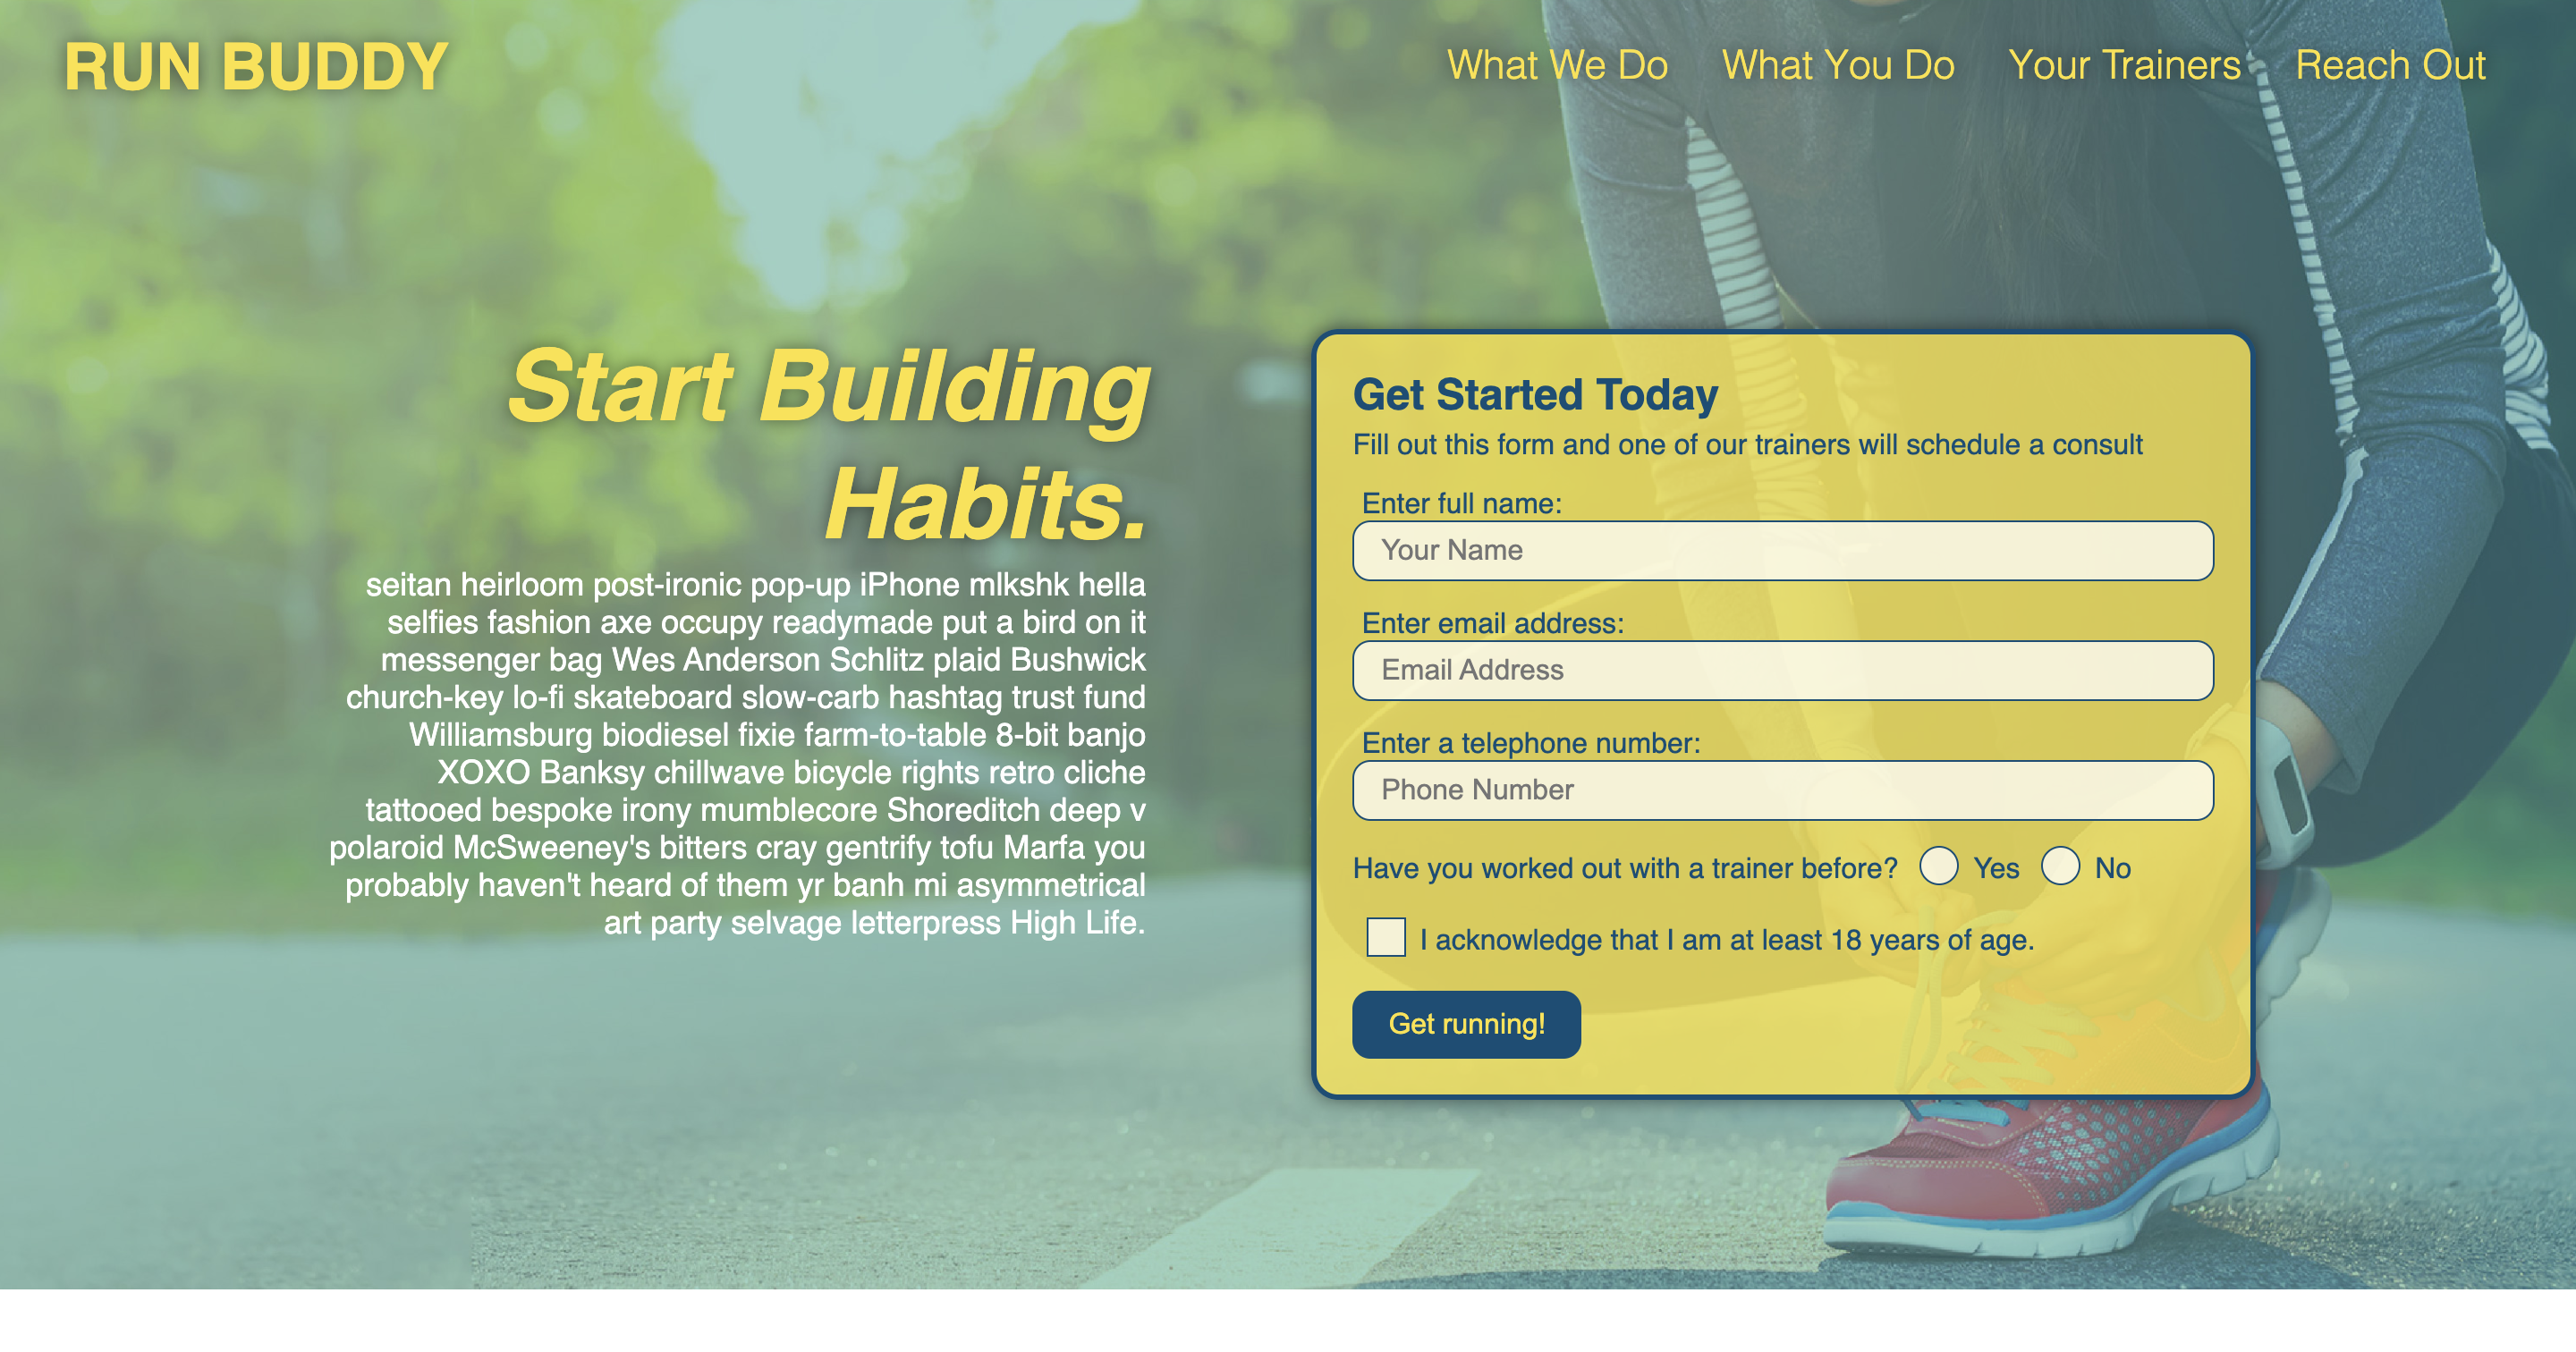 RUN BUDDY
What We Do
What You Do
Your Trainers
Reach Out
Start Building
Habits.
seitan heirloom post-ironic pop-up iPhone mlkshk hella
selfies fashion axe occupy readymade put a bird on it
messenger bag Wes Anderson Schlitz plaid Bushwick
church-key lo-fi skateboard slow-carb hashtag trust fund
Williamsburg biodiesel fixie farm-to-table 8-bit banjo
XOXO Banksy chillwave bicycle rights retro cliche
tattooed bespoke irony mumblecore Shoreditch deep v
polaroid McSweeney's bitters cray gentrify tofu Marfa you
probably haven't heard of them yr banh mi asymmetrical
art party selvage letterpress High Life.
Get Started Today
Fill out this form and one of our trainers will schedule a consult
Enter full name:
Your Name
Enter email address:
Email Address
Enter a telephone number:
Phone Number
Have you worked out with a trainer before? Yes No
I acknowledge that I am at least 18 years of age.
Get running!